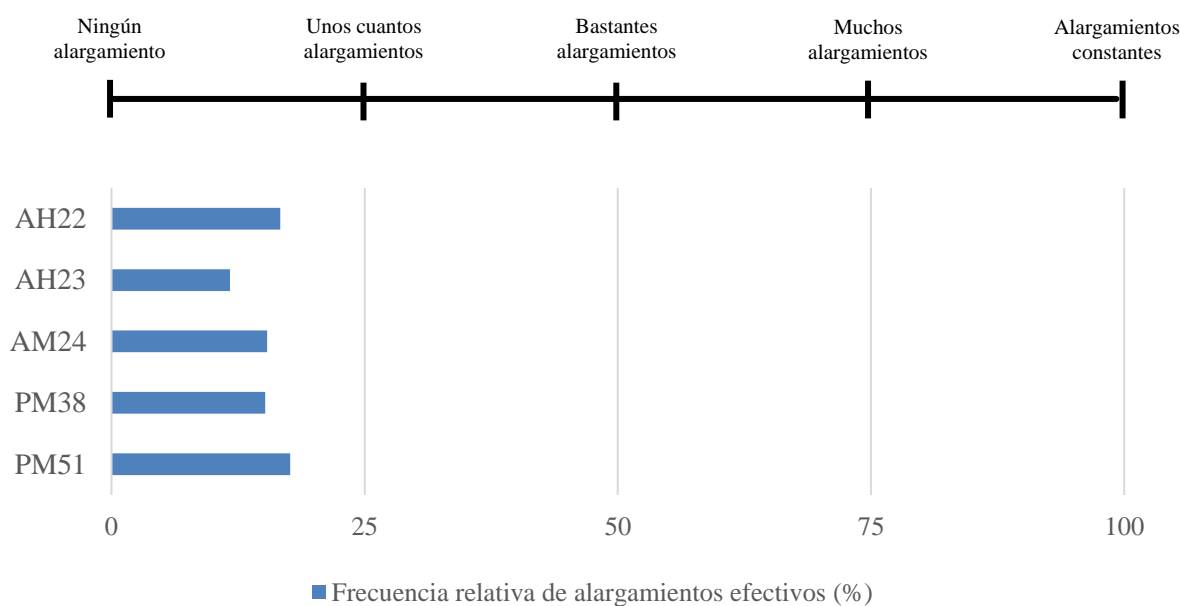 Ningún
alargamiento
Unos cuantos
alargamientos
Bastantes
alargamientos
Muchos
alargamientos
Alargamientos
constantes
AH22
AH23
AM24
PM38
PM51
0 25 50 75 100
Frecuencia relativa de alargamientos efectivos (%)